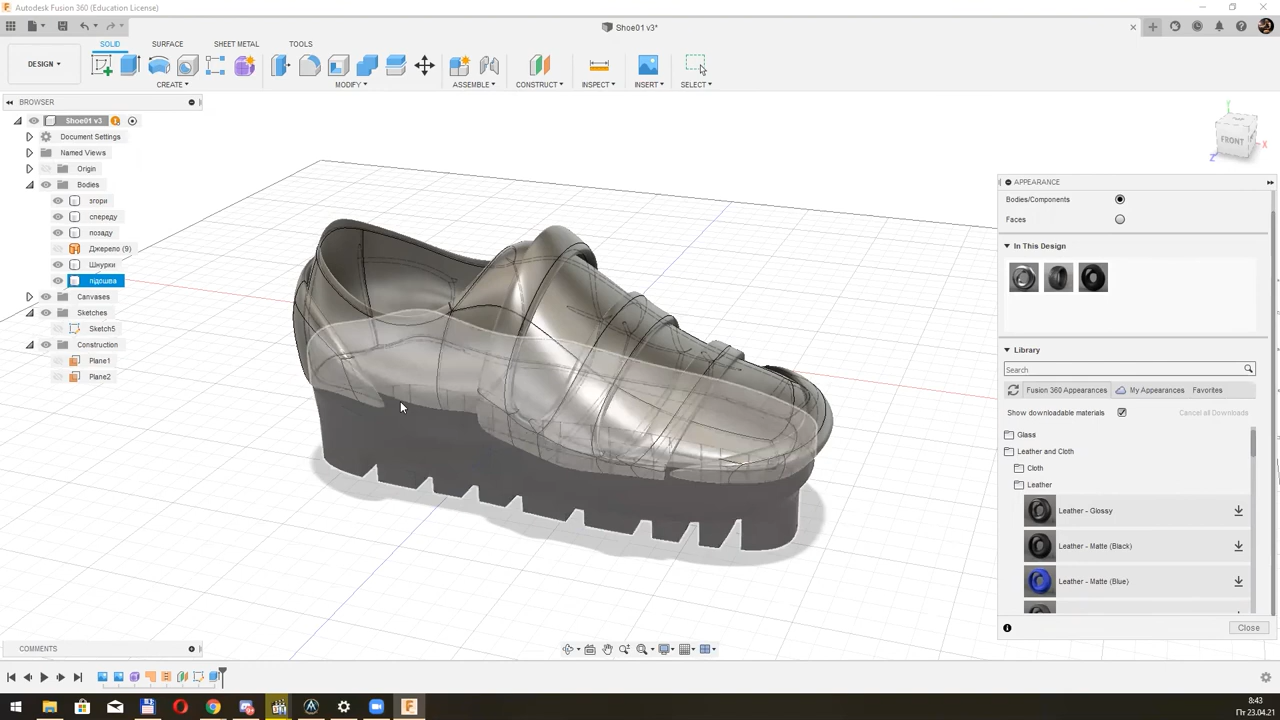 Autodesk Fusion 360 (Education License)
Shoe01 v3*
SOLID SURFACE SHEET METAL TOOLS
DESIGN
CREATE MODIFY ASSEMBLE CONSTRUCT INSPECT INSERT SELECT
BROWSER
Shoe01 v3
Document Settings
Named Views
Origin
Bodies
згори
спереду
позаду
Джерело (9)
Шнурки
підошва
Canvases
Sketches
Sketch5
Construction
Plane1
Plane2
FRONT
Y
X
Z
APPEARANCE
Bodies/Components
Faces
In This Design
Library
Search
Fusion 360 Appearances My Appearances Favorites
Show downloadable materials Cancel all Downloads
Glass
Leather and Cloth
Cloth
Leather
Leather - Glossy
Leather - Matte (Black)
Leather - Matte (Blue)
Close
COMMENTS
8:43
Пт 23.04.21